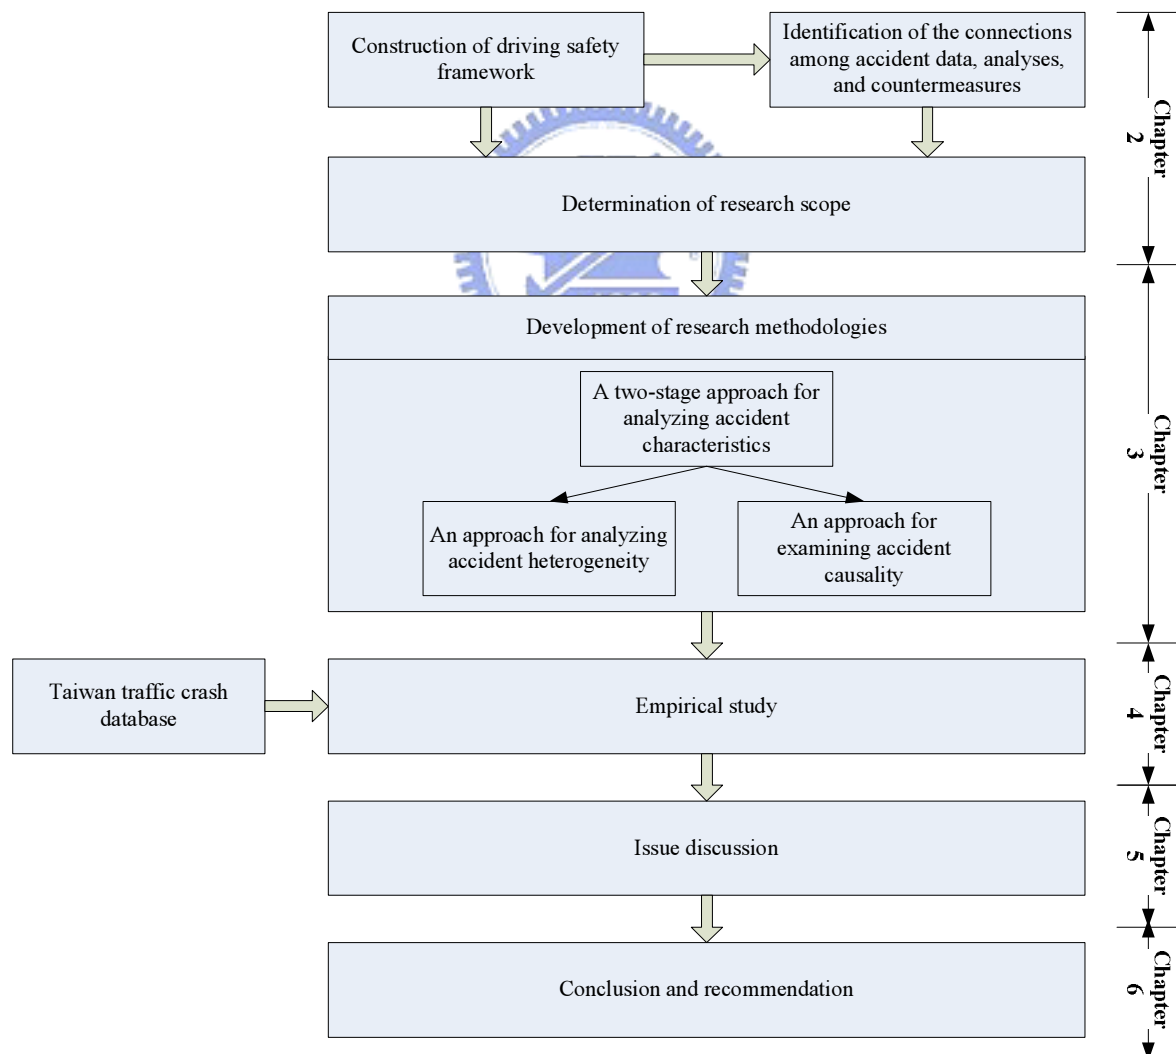 Construction of driving safety
framework
Identification of the connections
among accident data, analyses,
and countermeasures
Chapter
2
Determination of research scope
Development of research methodologies
A two-stage approach for
analyzing accident
characteristics
An approach for analyzing
accident heterogeneity
An approach for
examining accident
causality
Chapter
3
Taiwan traffic crash
database
Empirical study
Chapter
4
Issue discussion
Chapter
5
Conclusion and recommendation
Chapter
6